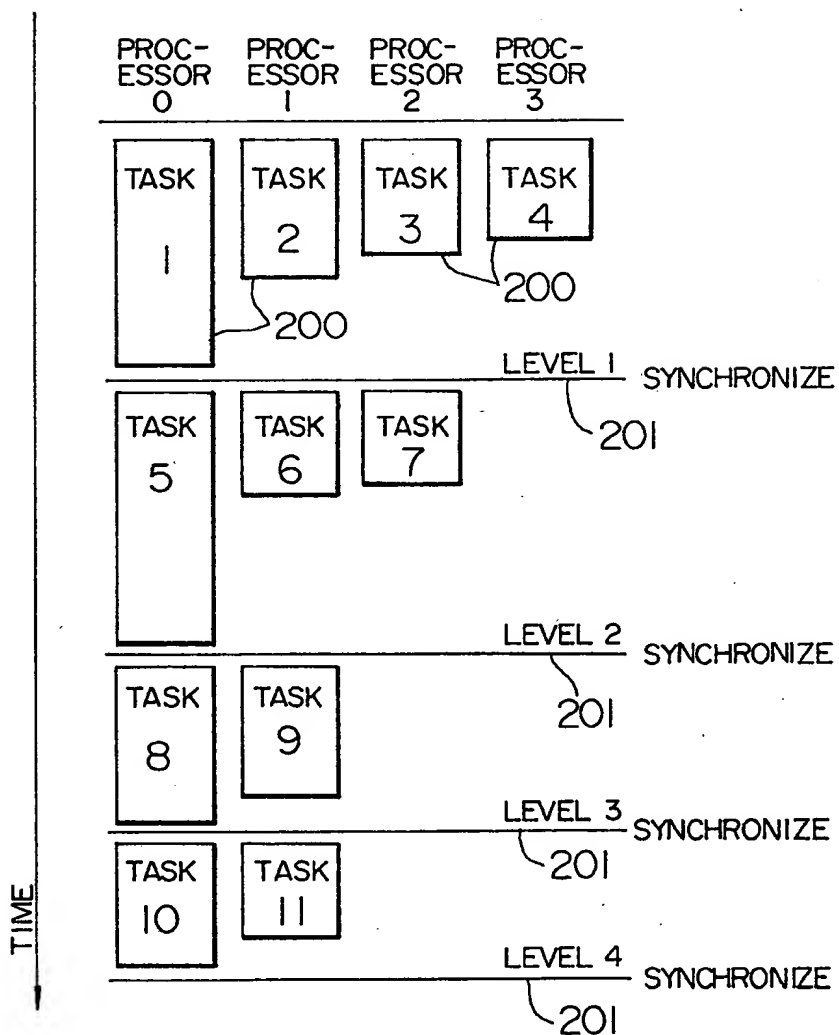 PROC-
ESSOR
0
PROC-
ESSOR
1
PROC-
ESSOR
2
PROC-
ESSOR
3
TASK
1
TASK
2
TASK
3
TASK
4
200
200
LEVEL 1
SYNCHRONIZE
201
TASK
5
TASK
6
TASK
7
LEVEL 2
SYNCHRONIZE
201
TASK
8
TASK
9
LEVEL 3
SYNCHRONIZE
201
TASK
10
TASK
11
LEVEL 4
SYNCHRONIZE
201
TIME